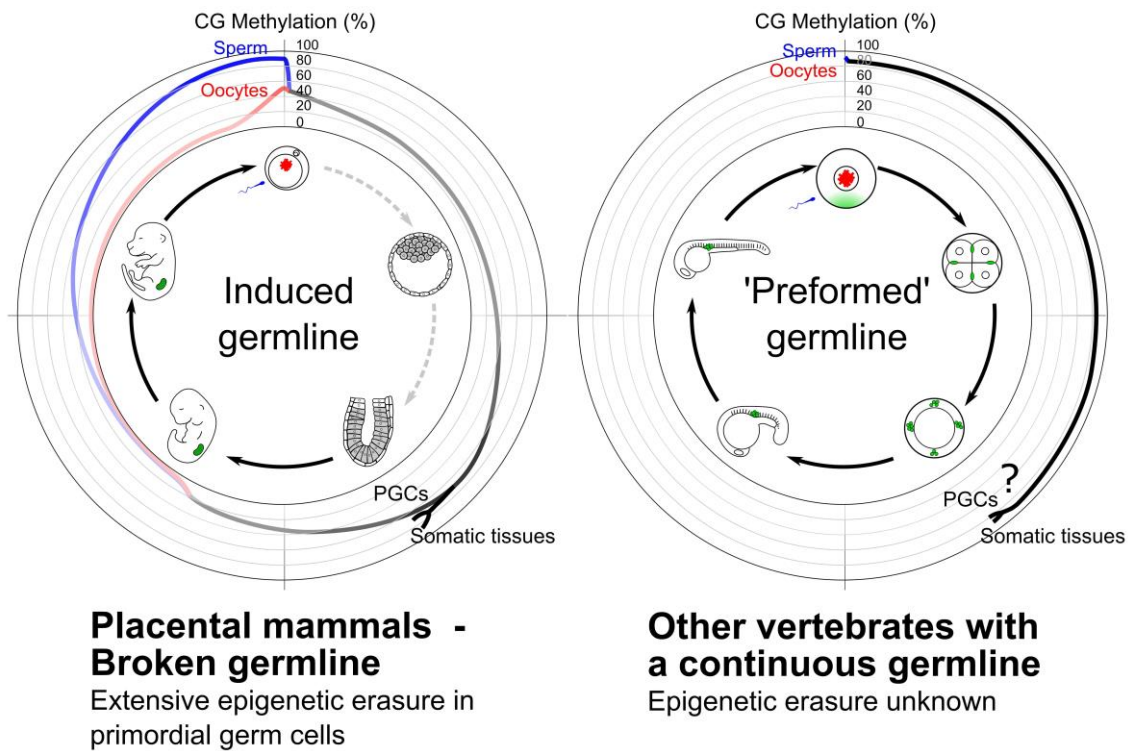 CG Methylation (%)
Sperm
Oocytes
100
80
60
40
20
0
Induced
germline
PGCs
Somatic tissues
Placental mammals -
Broken germline
Extensive epigenetic erasure in
primordial germ cells
CG Methylation (%)
Sperm
Oocytes
100
80
60
40
20
0
'Preformed'
germline
?
PGCs
Somatic tissues
Other vertebrates with
a continuous germline
Epigenetic erasure unknown